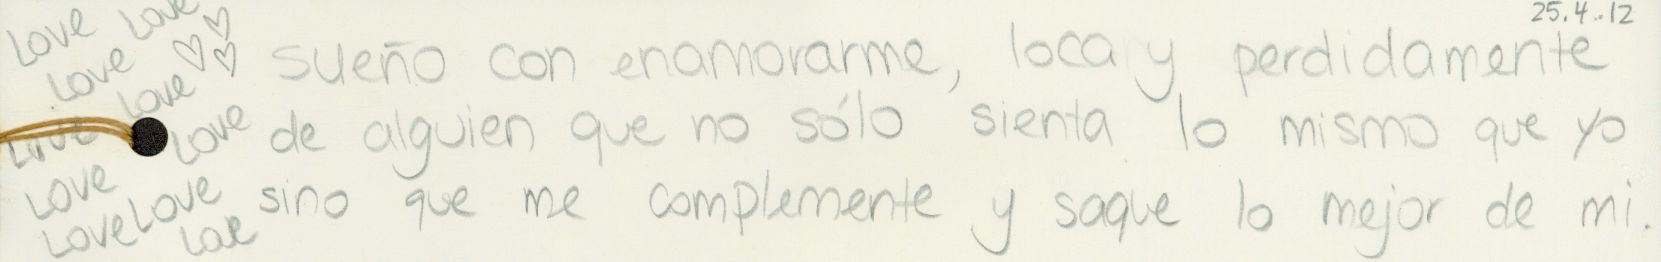 25.4.12
Love Love
Love
Love
Love
Love
Love
Love Love
Love
sueño con enamorarme, loca y perdidamente
de alguien que no sólo sienta lo mismo que yo
sino que me complemente y saque lo mejor de mi.